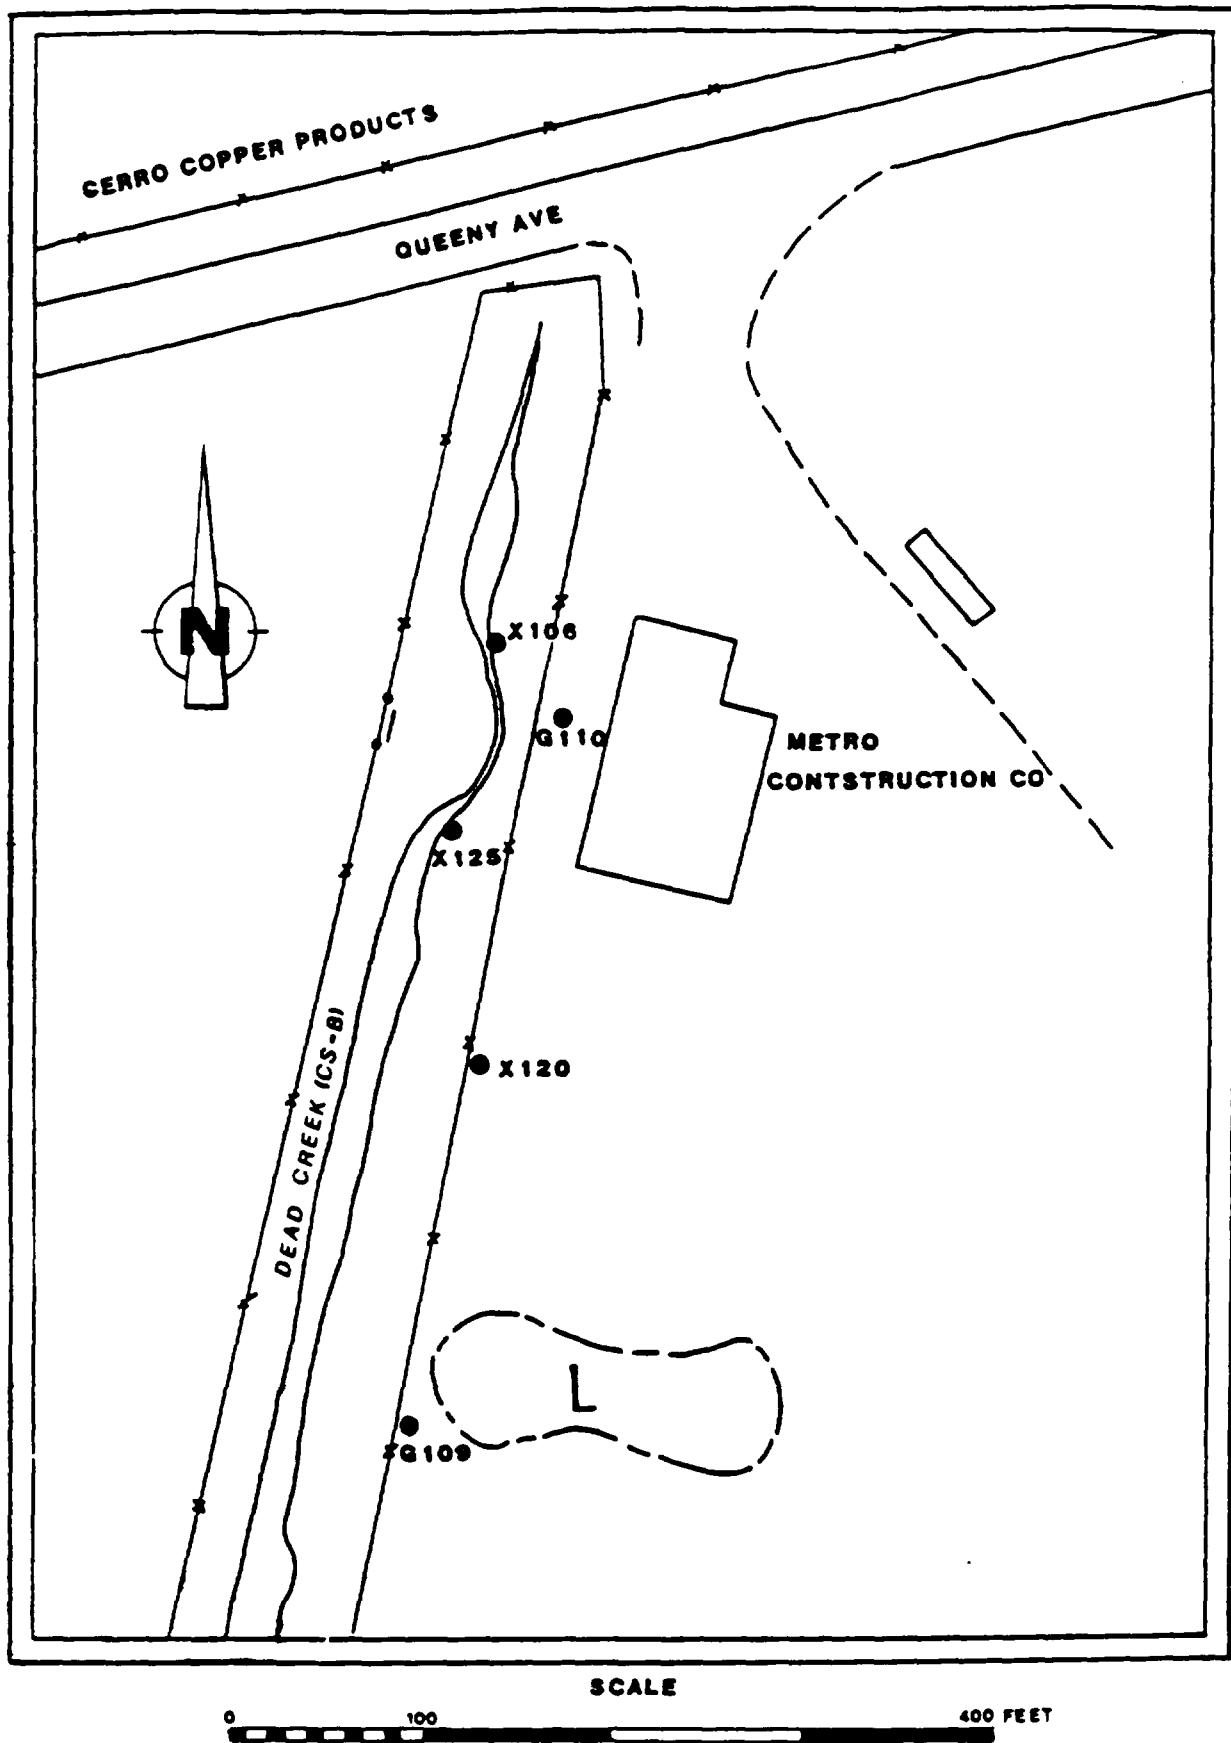 CERRO COPPER PRODUCTS
QUEENY AVE
N
X106
G110
METRO
CONTSTRUCTION CO
X125
X120
DEAD CREEK (CS-B)
L
G109
SCALE
0 100 400 FEET